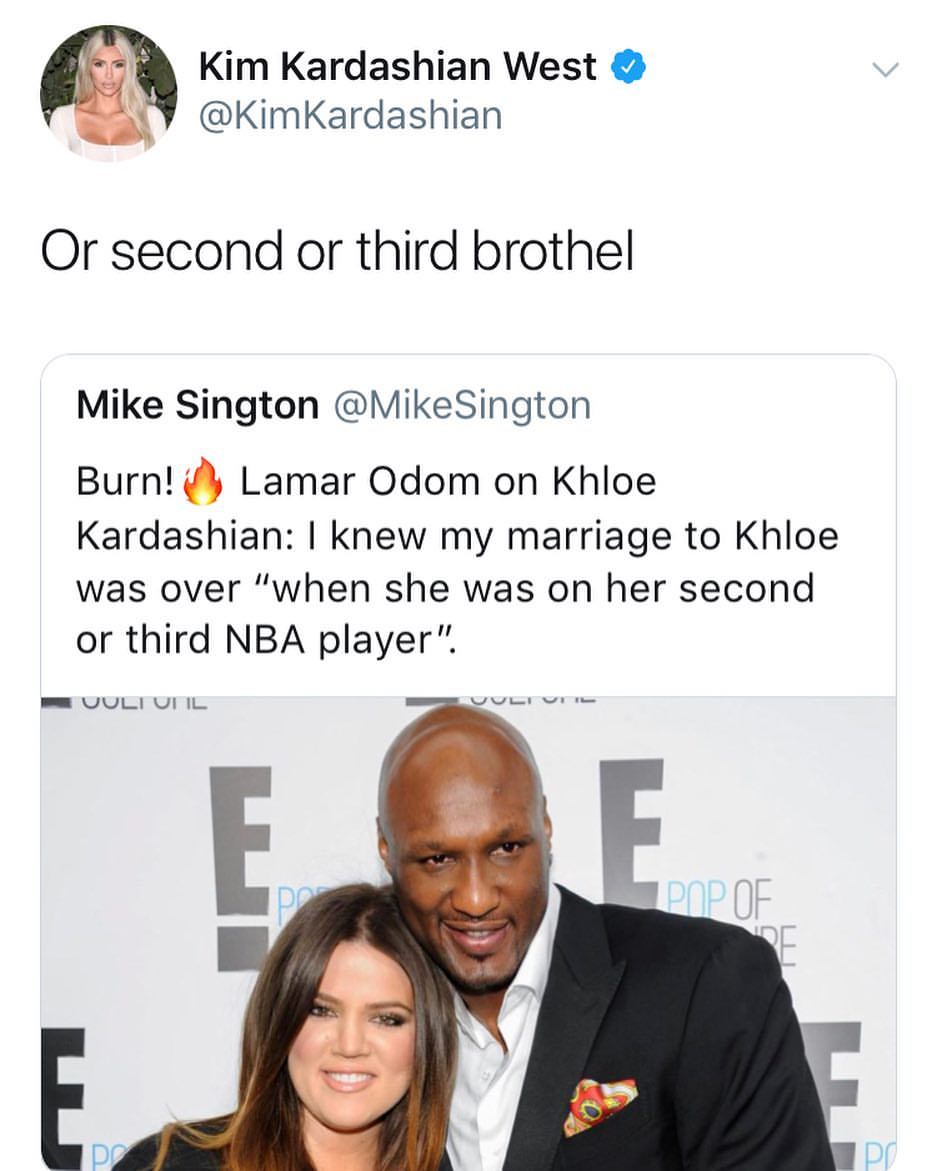 Kim Kardashian West
@KimKardashian
Or second or third brothel
Mike Sington @MikeSington
Burn!🔥 Lamar Odom on Khloe
Kardashian: I knew my marriage to Khloe
was over “when she was on her second
or third NBA player”.
E
E
POP OF
E
E